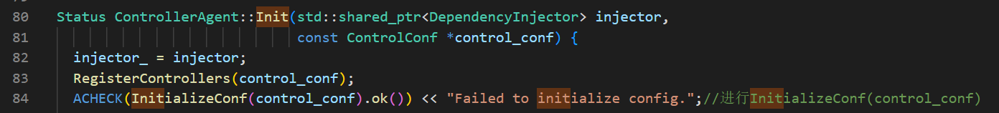 80 Status ControllerAgent::Init(std::shared_ptr<DependencyInjector> injector,
81 const ControlConf *control_conf) {
82 injector_ = injector;
83 RegisterControllers(control_conf);
84 ACHECK(InitializeConf(control_conf).ok()) << "Failed to initialize config.";//进行InitializeConf(control_conf)